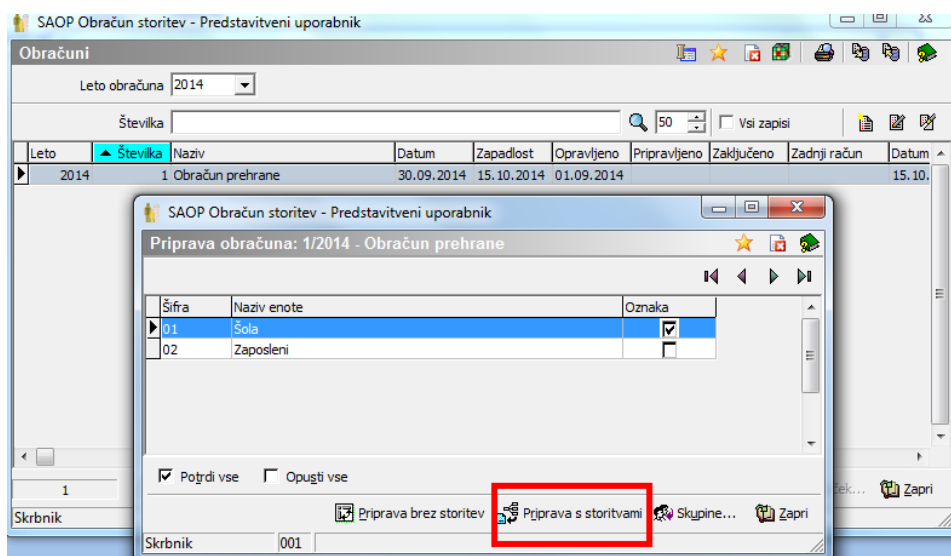 SAOP Obračun storitev - Predstavitveni uporabnik
Obračuni
Leto obračuna 2014
Številka 50 Vsi zapisi
Leto Številka Naziv Datum Zapadlost Opravljeno Pripravljeno Zaključeno Zadnji račun Datum
2014 1 Obračun prehrane 30.09.2014 15.10.2014 01.09.2014 15.10.
SAOP Obračun storitev - Predstavitveni uporabnik
Priprava obračuna: 1/2014 - Obračun prehrane
Šifra Naziv enote Oznaka
01 Šola
02 Zaposleni
Potrdi vse Opusti vse
Priprava brez storitev Priprava s storitvami Skupine... Zapri
Skrbnik 001
1 Zapri
Skrbnik